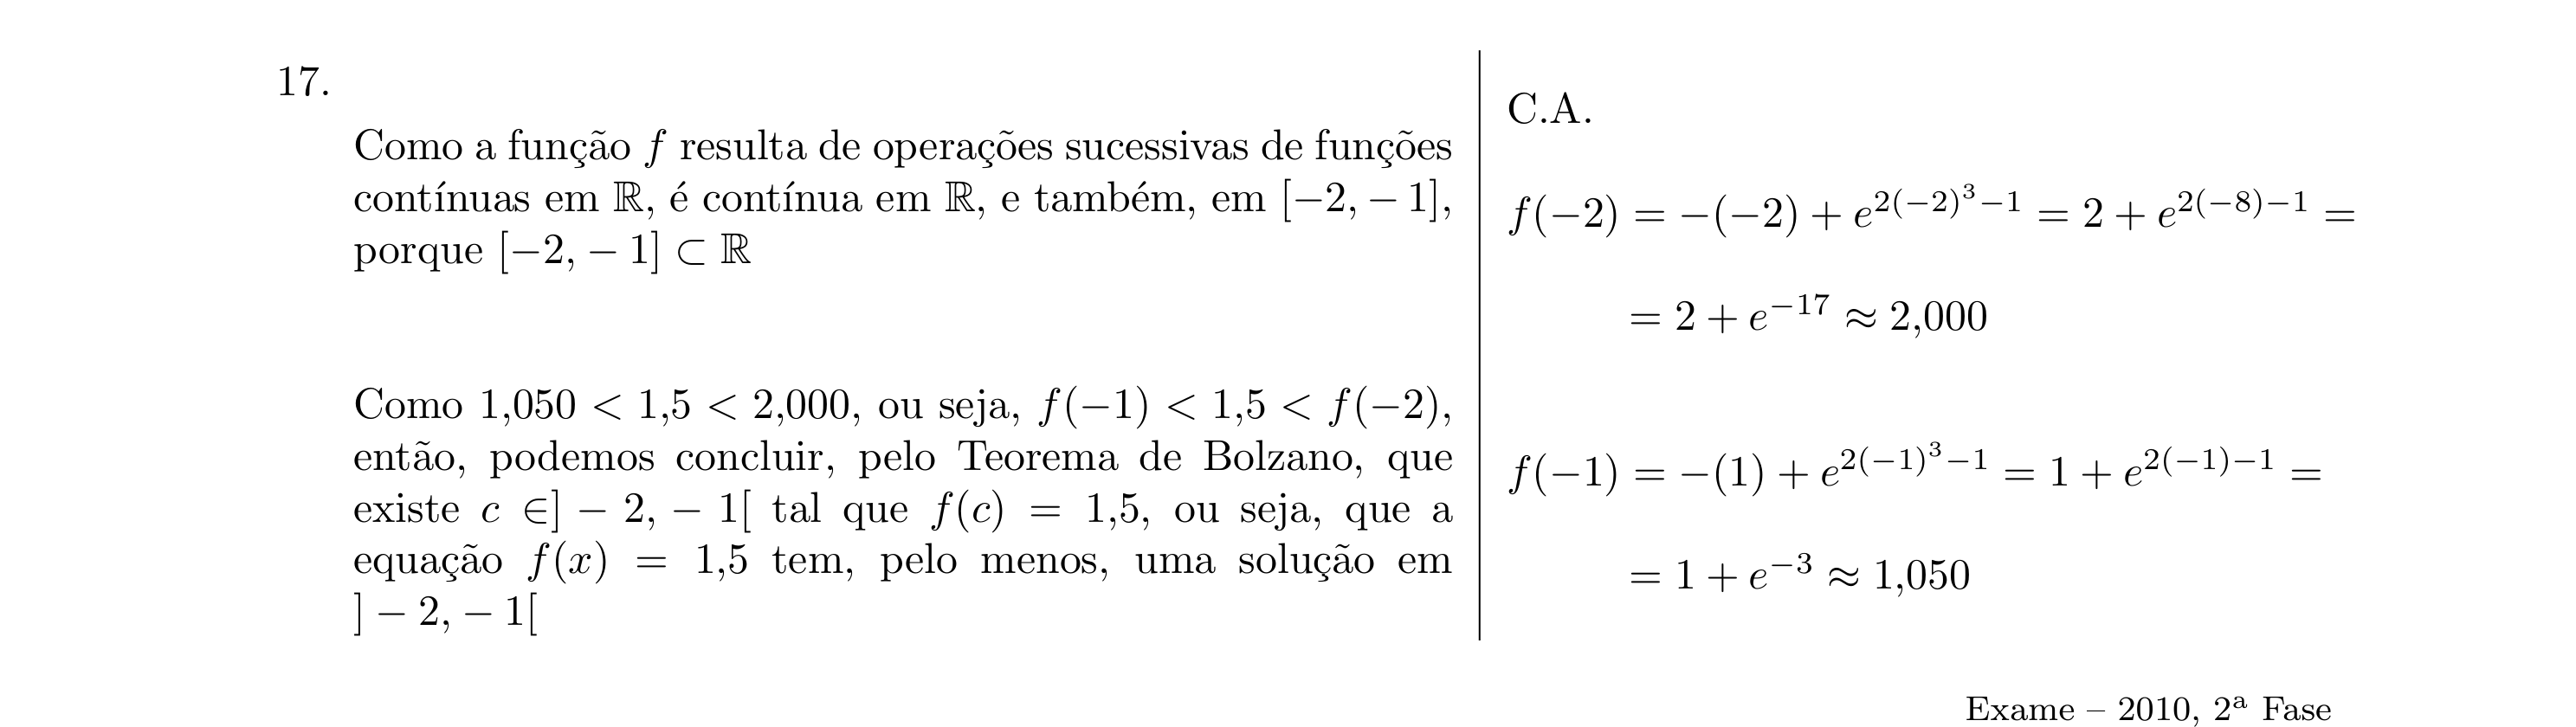 17.
Como a função f resulta de operações sucessivas de funções
contínuas em ℝ, é contínua em ℝ, e também, em [−2, − 1],
porque [−2, − 1] ⊂ ℝ
Como 1,050 < 1,5 < 2,000, ou seja, f(−1) < 1,5 < f(−2),
então, podemos concluir, pelo Teorema de Bolzano, que
existe c ∈] − 2, − 1[ tal que f(c) = 1,5, ou seja, que a
equação f(x) = 1,5 tem, pelo menos, uma solução em
] − 2, − 1[
C.A.
f(−2) = −(−2) + e^{2(−2)^3−1} = 2 + e^{2(−8)−1} =
= 2 + e^{−17} ≈ 2,000
f(−1) = −(1) + e^{2(−1)^3−1} = 1 + e^{2(−1)−1} =
= 1 + e^{−3} ≈ 1,050
Exame – 2010, 2ª Fase